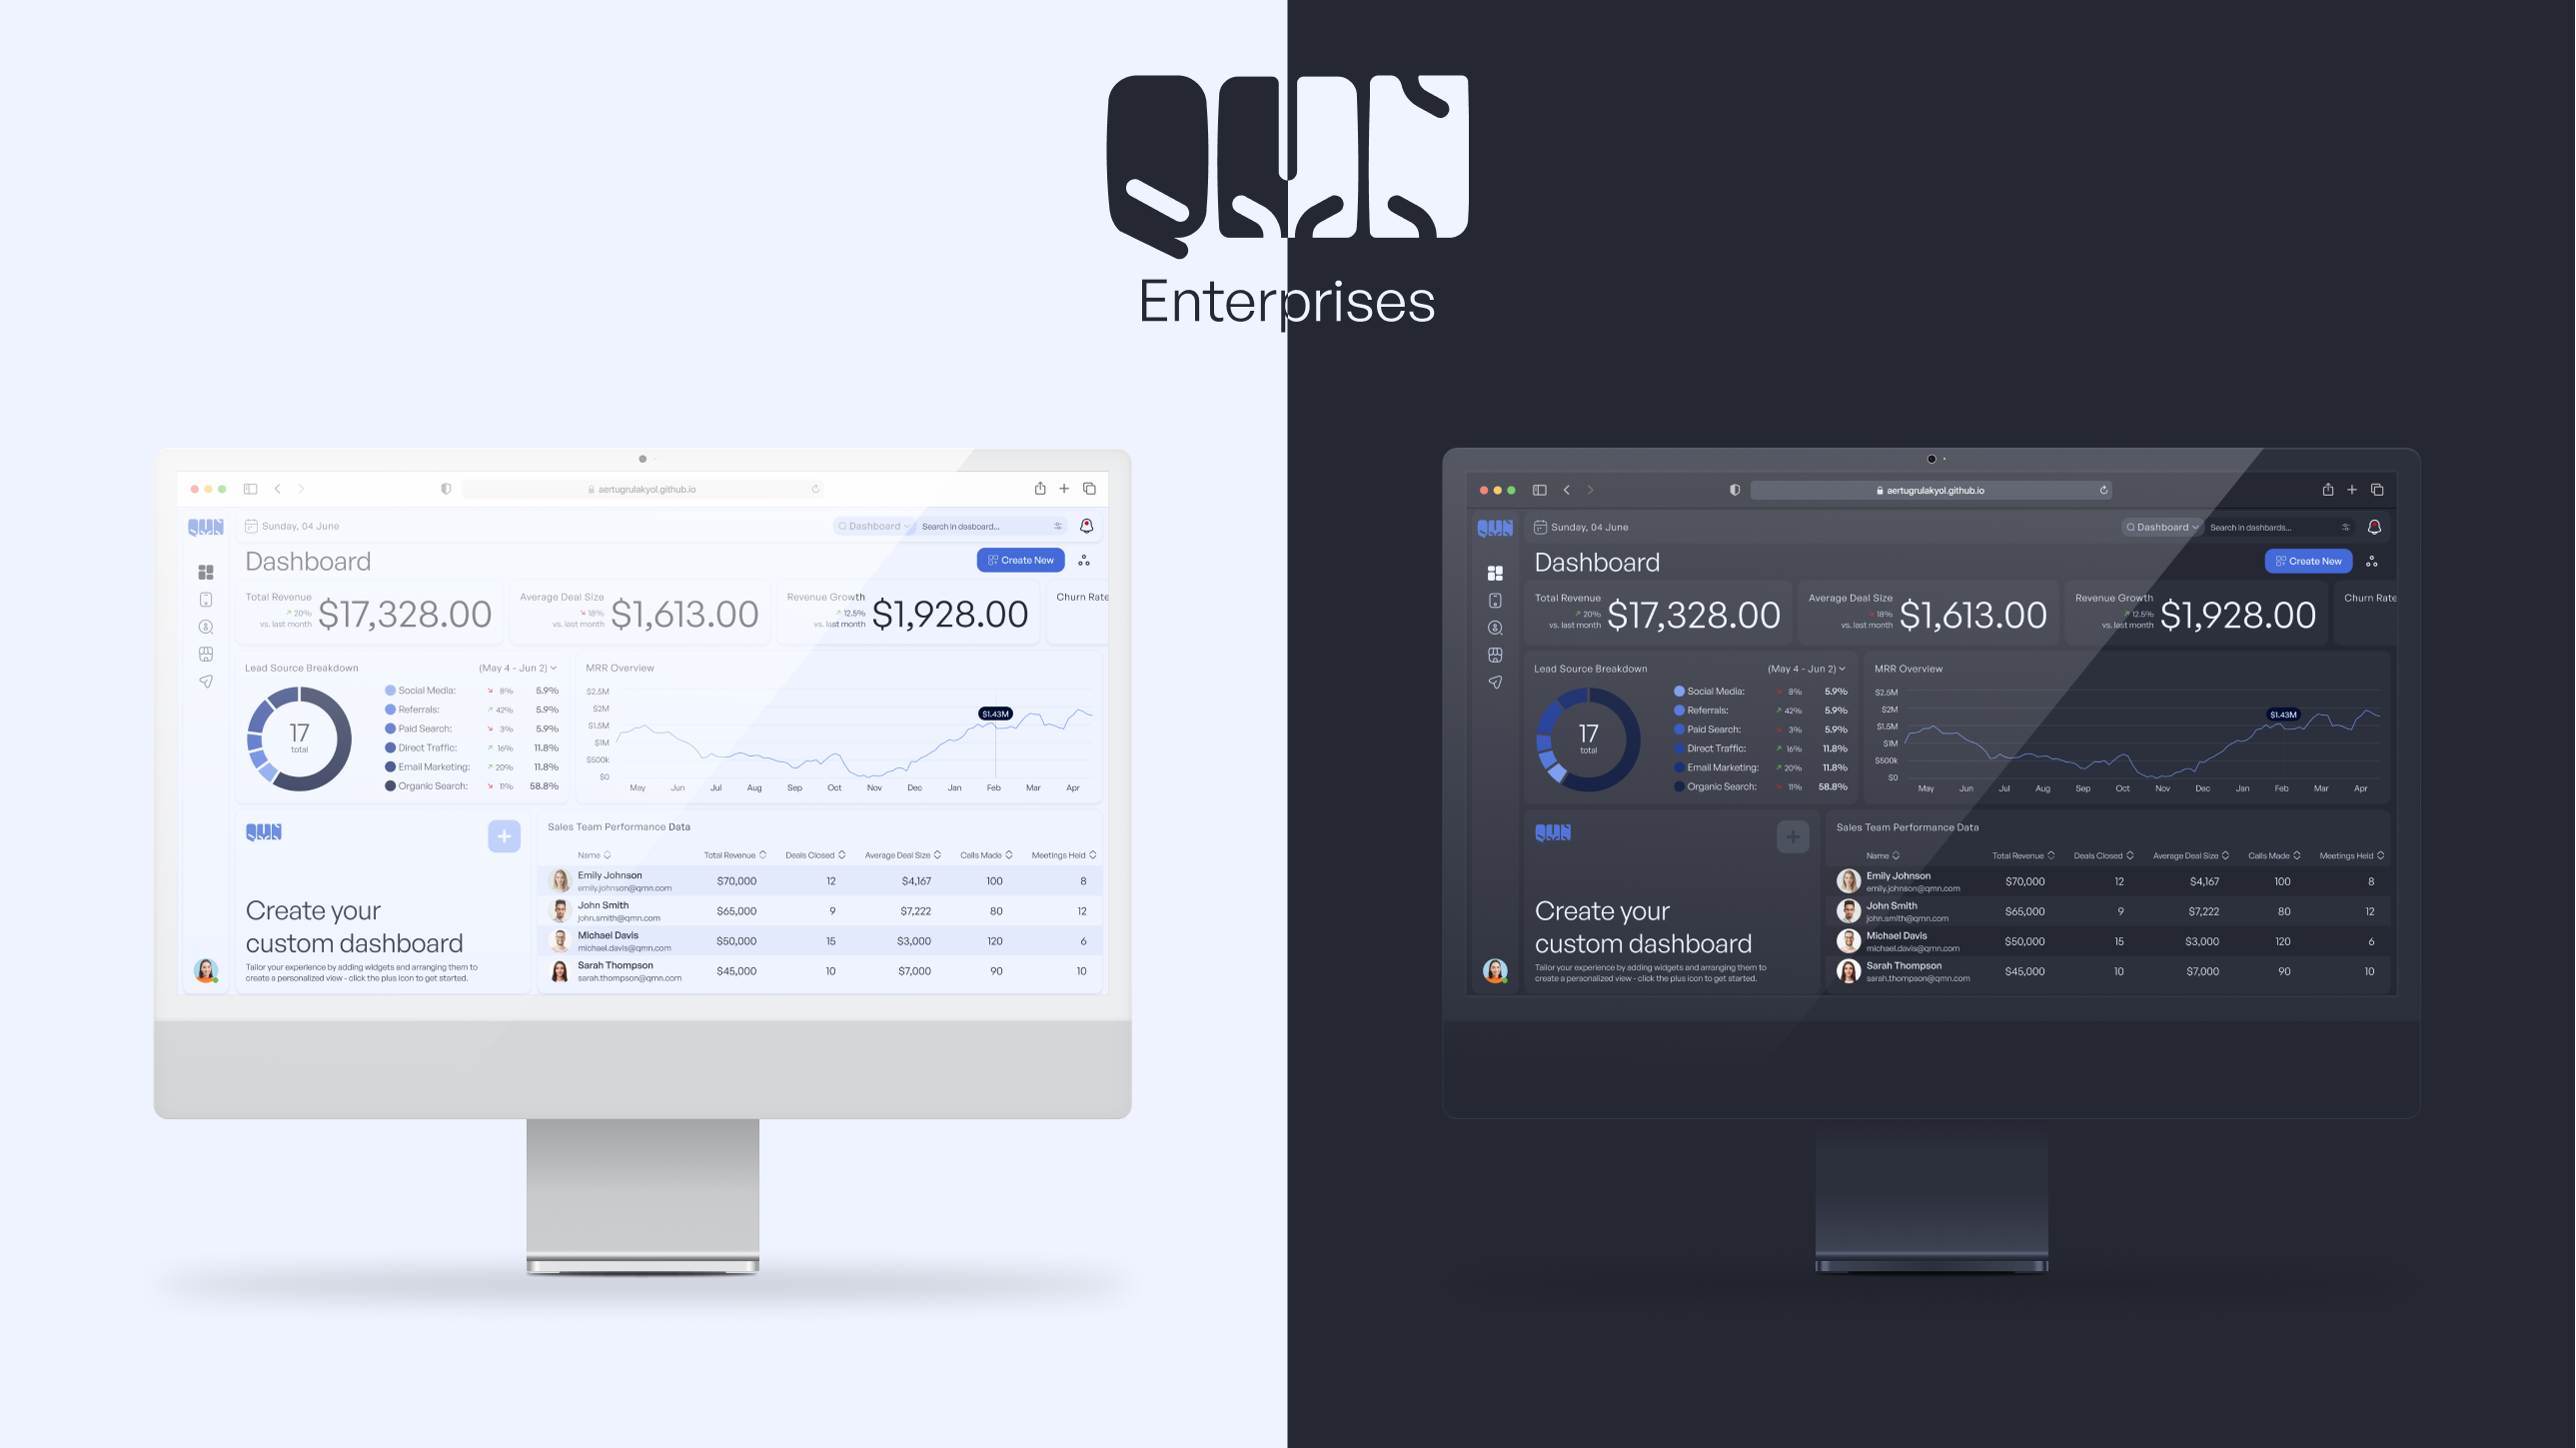 QMN
Enterprises
aertugrulakyol.github.io
QMN
Sunday, 04 June
Dashboard
Search in dasboard...
Dashboard
Create New
Total Revenue
20%
vs. last month
$17,328.00
Average Deal Size
18%
vs. last month
$1,613.00
Revenue Growth
12.5%
vs. last month
$1,928.00
Churn Rate
Lead Source Breakdown
(May 4 - Jun 2)
17
total
Social Media: 8% 5.9%
Referrals: 42% 5.9%
Paid Search: 3% 5.9%
Direct Traffic: 16% 11.8%
Email Marketing: 20% 11.8%
Organic Search: 11% 58.8%
MRR Overview
$2.5M
$2M
$1.5M
$1M
$500k
$0
$1.43M
May Jun Jul Aug Sep Oct Nov Dec Jan Feb Mar Apr
QMN
Create your
custom dashboard
Tailor your experience by adding widgets and arranging them to
create a personalized view - click the plus icon to get started.
Sales Team Performance Data
Name Total Revenue Deals Closed Average Deal Size Calls Made Meetings Held
Emily Johnson
emily.johnson@qmn.com
$70,000 12 $4,167 100 8
John Smith
john.smith@qmn.com
$65,000 9 $7,222 80 12
Michael Davis
michael.davis@qmn.com
$50,000 15 $3,000 120 6
Sarah Thompson
sarah.thompson@qmn.com
$45,000 10 $7,000 90 10
aertugrulakyol.github.io
QMN
Sunday, 04 June
Dashboard
Search in dashbards...
Dashboard
Create New
Total Revenue
20%
vs. last month
$17,328.00
Average Deal Size
18%
vs. last month
$1,613.00
Revenue Growth
12.5%
vs. last month
$1,928.00
Churn Rate
Lead Source Breakdown
(May 4 - Jun 2)
17
total
Social Media: 8% 5.9%
Referrals: 42% 5.9%
Paid Search: 3% 5.9%
Direct Traffic: 16% 11.8%
Email Marketing: 20% 11.8%
Organic Search: 11% 58.8%
MRR Overview
$2.5M
$2M
$1.5M
$1M
$500k
$0
$1.43M
May Jun Jul Aug Sep Oct Nov Dec Jan Feb Mar Apr
QMN
Create your
custom dashboard
Tailor your experience by adding widgets and arranging them to
create a personalized view - click the plus icon to get started.
Sales Team Performance Data
Name Total Revenue Deals Closed Average Deal Size Calls Made Meetings Held
Emily Johnson
emily.johnson@qmn.com
$70,000 12 $4,167 100 8
John Smith
john.smith@qmn.com
$65,000 9 $7,222 80 12
Michael Davis
michael.davis@qmn.com
$50,000 15 $3,000 120 6
Sarah Thompson
sarah.thompson@qmn.com
$45,000 10 $7,000 90 10